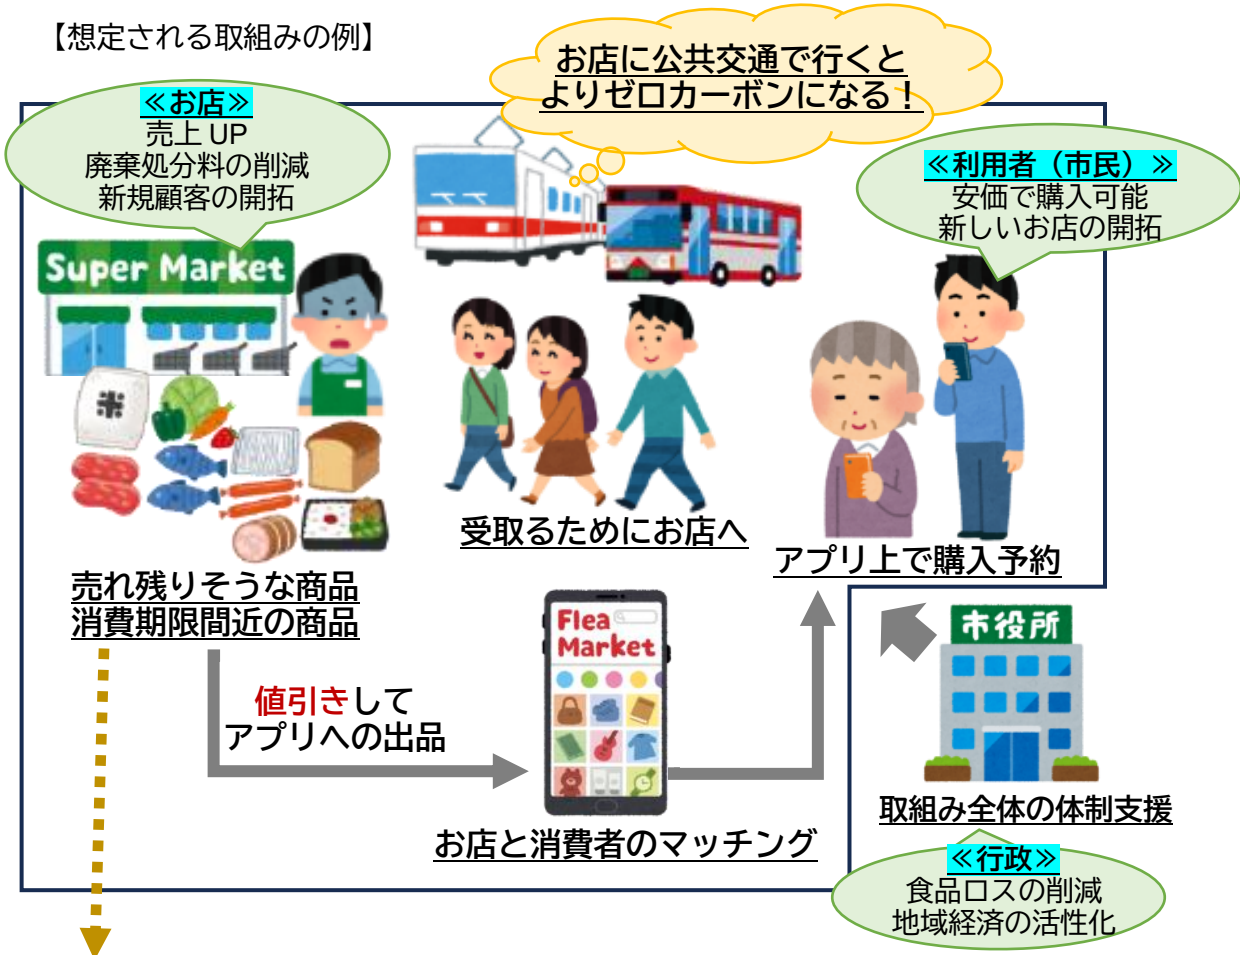 【想定される取組みの例】
お店に公共交通で行くと
よりゼロカーボンになる！
≪お店≫
売上 UP
廃棄処分料の削減
新規顧客の開拓
≪利用者（市民）≫
安価で購入可能
新しいお店の開拓
Super Market
米
受取るためにお店へ
アプリ上で購入予約
売れ残りそうな商品
消費期限間近の商品
値引きして
アプリへの出品
Flea
Market
お店と消費者のマッチング
市役所
取組み全体の体制支援
≪行政≫
食品ロスの削減
地域経済の活性化